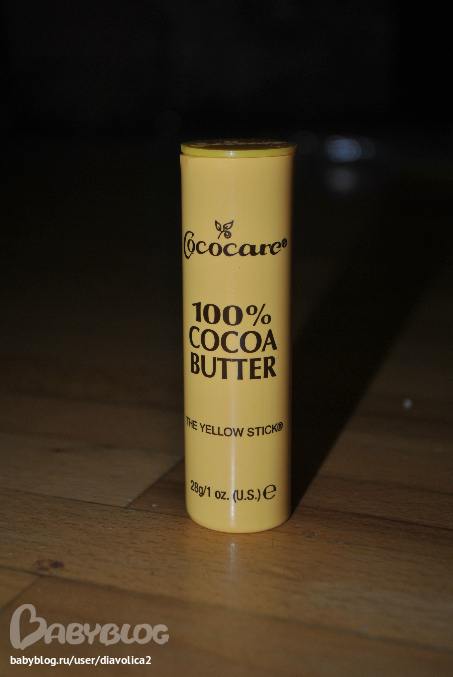 Cococare®
100%
COCOA
BUTTER
THE YELLOW STICK®
28g/1 oz. (U.S.) ℮
BABYBLOG
babyblog.ru/user/diavolica2